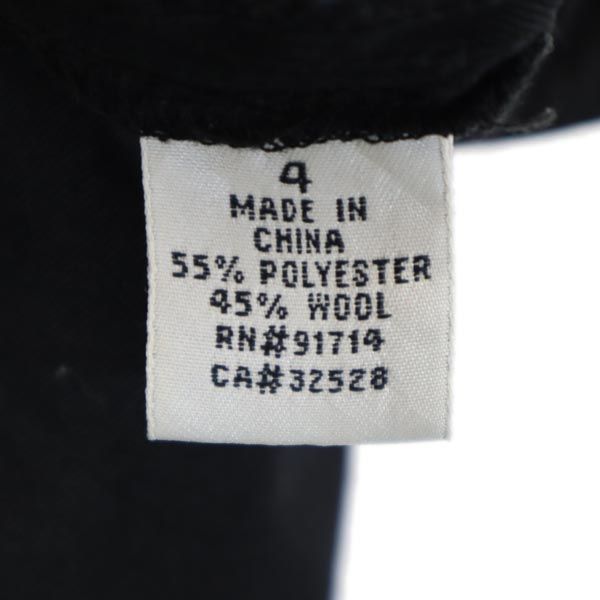 4
MADE IN
CHINA
55% POLYESTER
45% WOOL
RN#91714
CA#32528